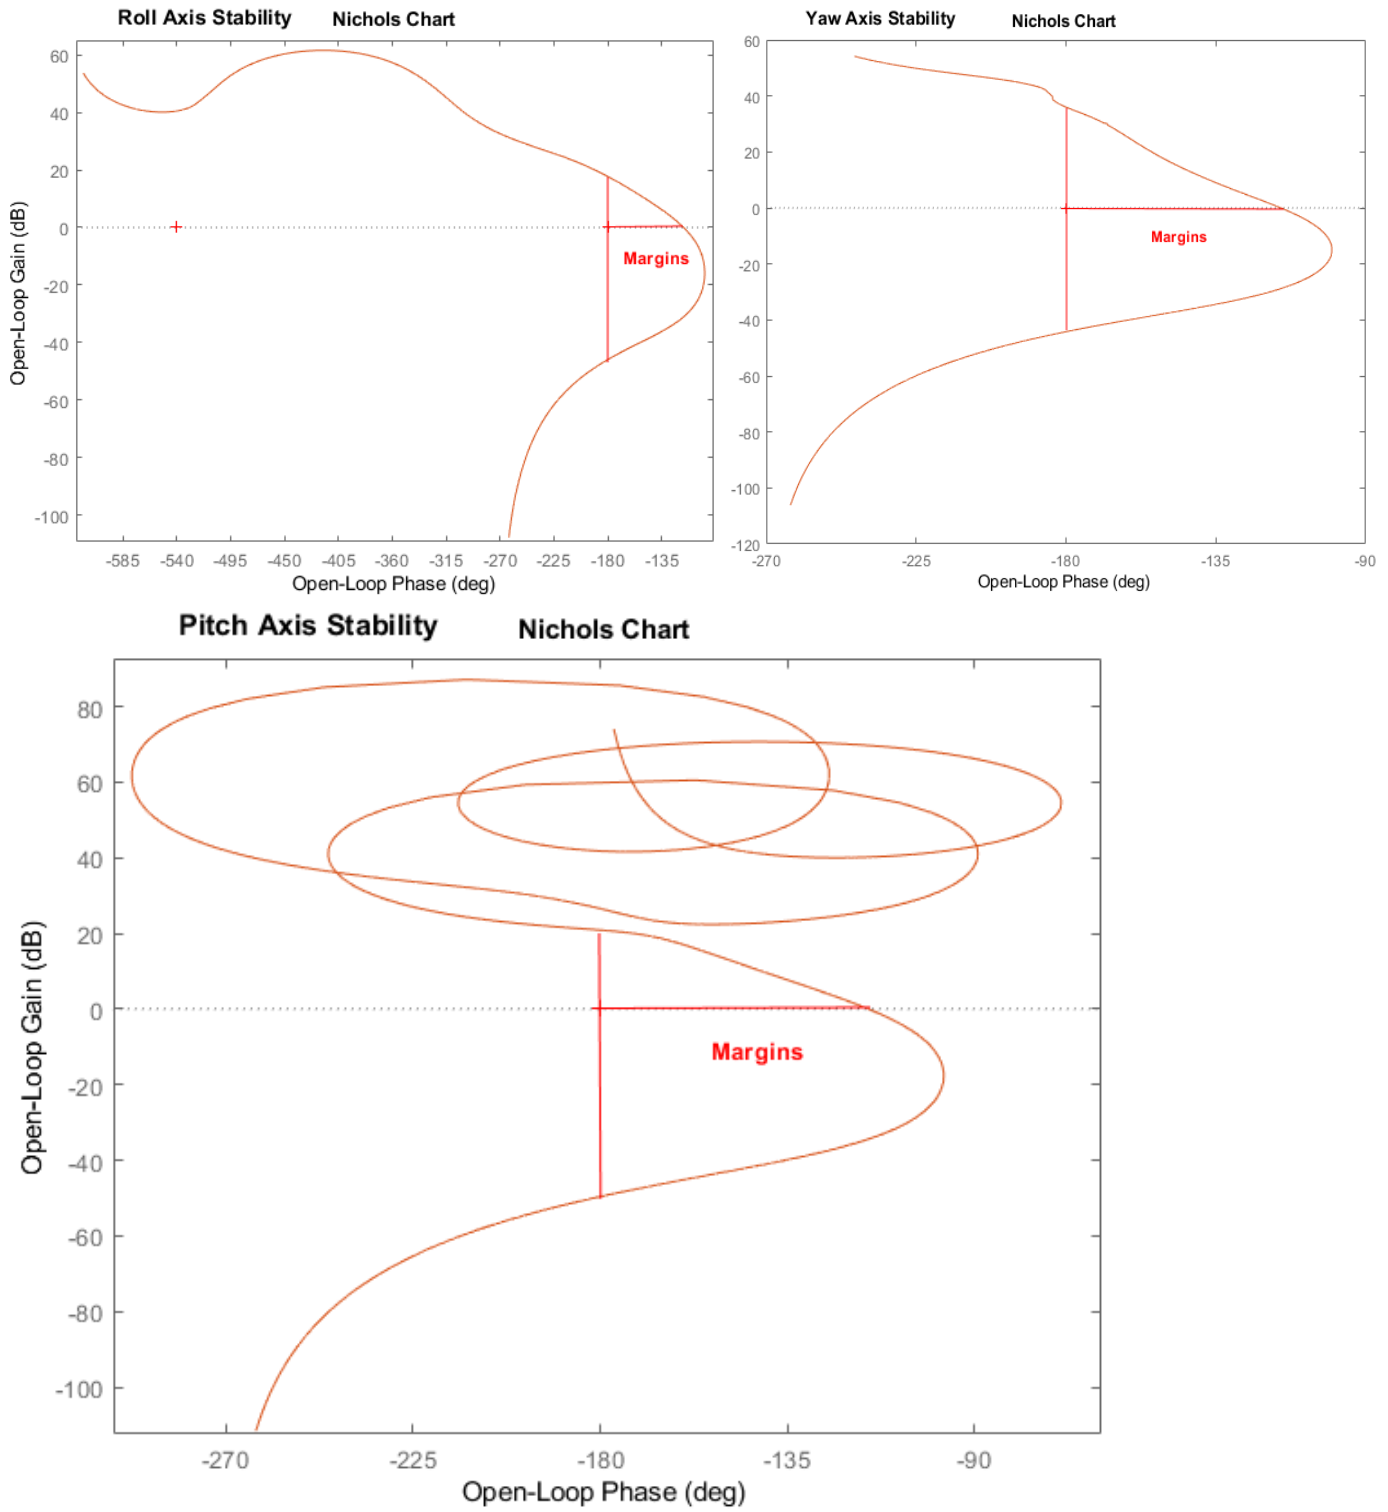 Roll Axis Stability Nichols Chart
60
40
20
0
-20
-40
-60
-80
-100
Open-Loop Gain (dB)
Margins
-585 -540 -495 -450 -405 -360 -315 -270 -225 -180 -135
Open-Loop Phase (deg)
Yaw Axis Stability Nichols Chart
60
40
20
0
-20
-40
-60
-80
-100
-120
Margins
-270 -225 -180 -135 -90
Open-Loop Phase (deg)
Pitch Axis Stability Nichols Chart
80
60
40
20
0
-20
-40
-60
-80
-100
Open-Loop Gain (dB)
Margins
-270 -225 -180 -135 -90
Open-Loop Phase (deg)